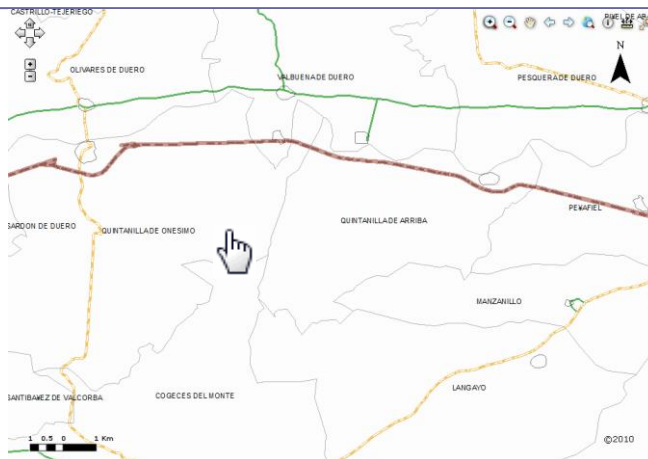 CASTRILLO-TEJERIEGO
N
OLIVARES DE DUERO
VALBUENA DE DUERO
PESQUERA DE DUERO
PEÑAFIEL
SARDON DE DUERO
QUINTANILLA DE ONESIMO
QUINTANILLA DE ARRIBA
MANZANILLO
LANGAYO
COGECES DEL MONTE
SANTIBAÑEZ DE VALCORBA
1 0.5 0 1 Km
©2010